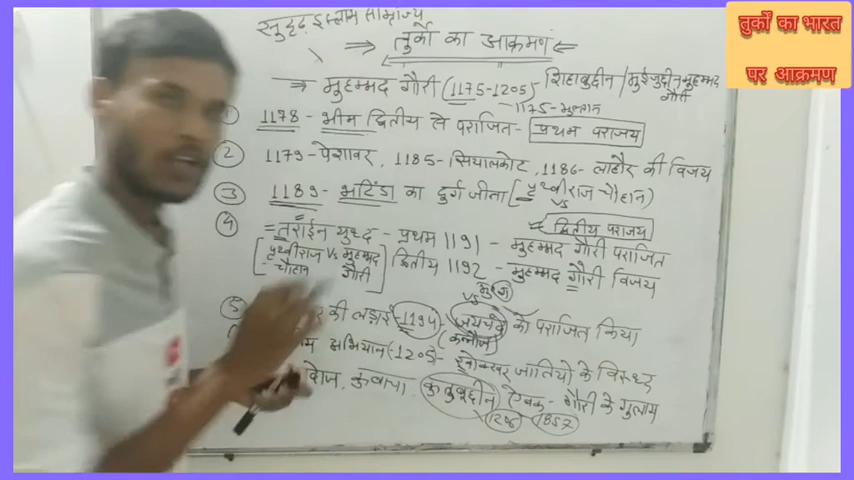 तुर्कों का भारत
पर आक्रमण
सुदृढ़ इस्लाम साम्राज्य
⇒ तुर्कों का आक्रमण ⇐
→ मुहम्मद गौरी (1175-1205) शिहाबुद्दीन / मुईजुद्दीन मुहम्मद गौरी
1175-मुल्तान
① 1178 - भीम द्वितीय से पराजित - प्रथम पराजय
② 1179-पेशावर, 1185-सियालकोट, 1186- लाहौर की विजय
③ 1189- भटिंडा का दुर्ग जीता (पृथ्वीराज चौहान)
VS
द्वितीय पराजय
④ = तराईन युध्द - प्रथम 1191 - मुहम्मद गौरी पराजित
[पृथ्वीराज चौहान Vs मुहम्मद गौरी] द्वितीय 1192 - मुहम्मद गौरी विजय
VS
⑤ की लड़ाई -1194- जयचंद को पराजित किया
(कन्नौज)
अभियान (-1205)- जातियो के विरुध्द
कुतुबुद्दीन ऐबक - गौरी के गुलाम
1857